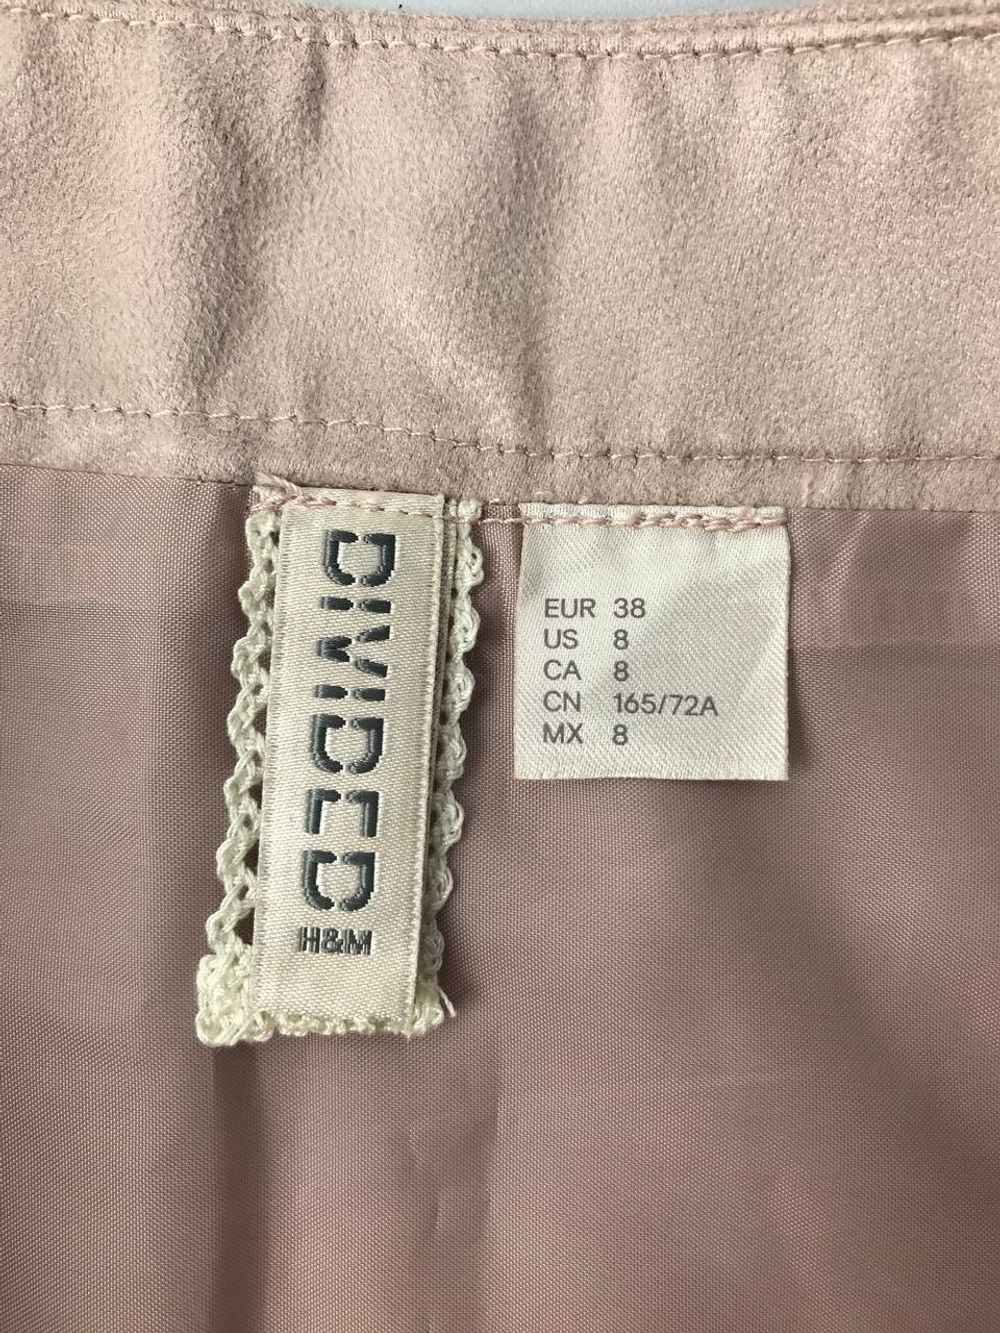 DIVIDED
H&M
EUR 38
US 8
CA 8
CN 165/72A
MX 8